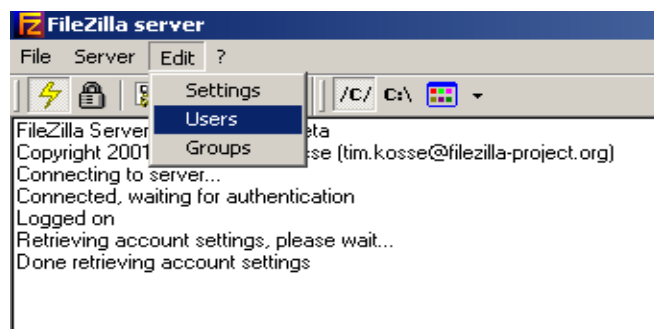 FileZilla server
File Server Edit ?
/C/ C:\
Settings
Users
Groups
FileZilla Server
Copyright 2001 (tim.kosse@filezilla-project.org)
Connecting to server...
Connected, waiting for authentication
Logged on
Retrieving account settings, please wait...
Done retrieving account settings